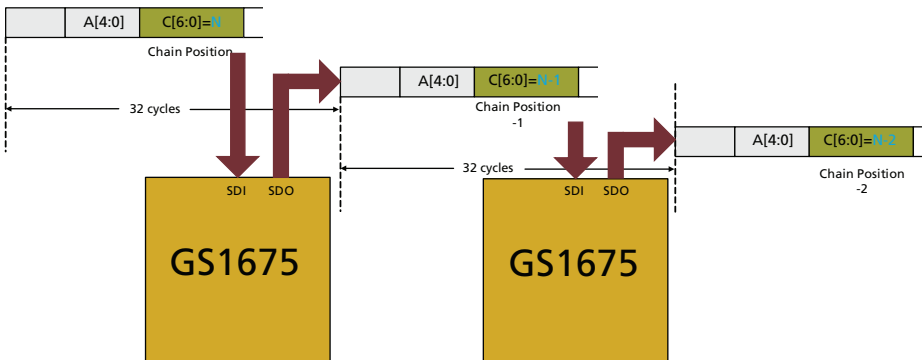 A[4:0] C[6:0]=N
Chain Position
A[4:0] C[6:0]=N-1
Chain Position
-1
32 cycles
A[4:0] C[6:0]=N-2
Chain Position
-2
32 cycles
SDI SDO
SDI SDO
GS1675
GS1675